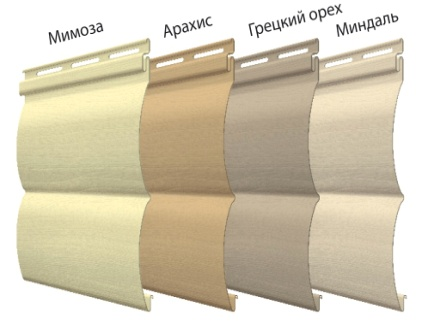 Мимоза
Арахис
Грецкий орех
Миндаль